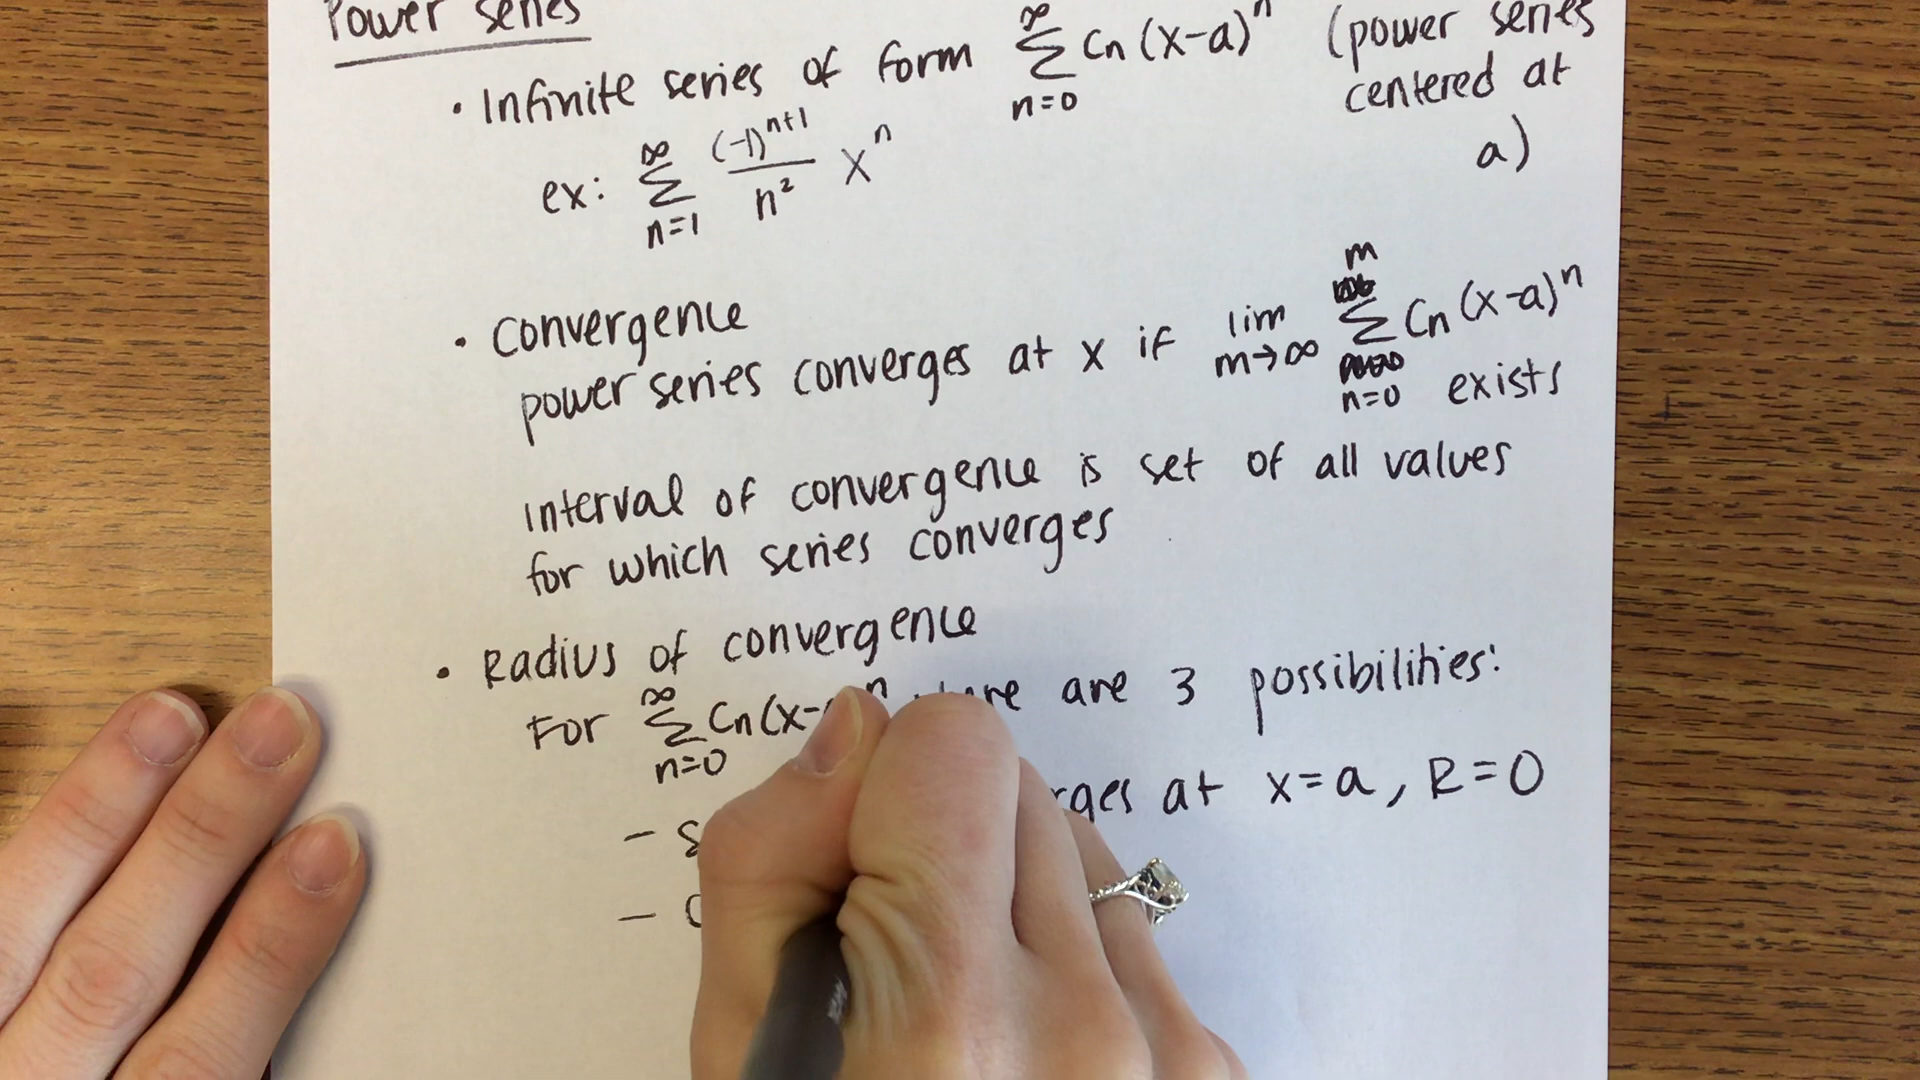 Power series
• Infinite series of form ∞ Σ n=0 Cn (x-a)^n (power series
centered at
a)
ex: ∞ Σ n=1 (-1)^n+1 / n² x^n
• Convergence
power series converges at x if lim m→∞ m Σ n=0 Cn (x-a)^n
exists
Interval of convergence is set of all values
for which series converges
• Radius of convergence
For ∞ Σ n=0 Cn(x- n are 3 possibilities:
- at x=a, R=0
-